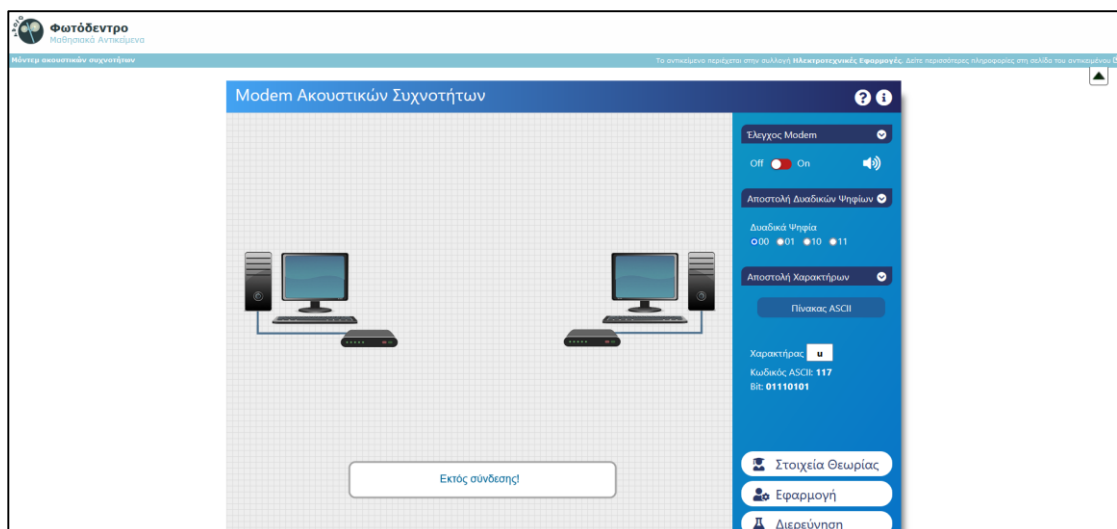 Φωτόδεντρο
Μαθησιακά Αντικείμενα
Μόντεμ ακουστικών συχνοτήτων
Το αντικείμενο περιέχεται στην συλλογή Ηλεκτροτεχνικές Εφαρμογές. Δείτε περισσότερες πληροφορίες στη σελίδα του αντικειμένου
Modem Ακουστικών Συχνοτήτων
Έλεγχος Modem
Off On
Αποστολή Δυαδικών Ψηφίων
Δυαδικά Ψηφία
00 01 10 11
Αποστολή Χαρακτήρων
Πίνακας ASCII
Χαρακτήρας u
Κωδικός ASCII: 117
Bit: 01110101
Εκτός σύνδεσης!
Στοιχεία Θεωρίας
Εφαρμογή
Διερεύνηση